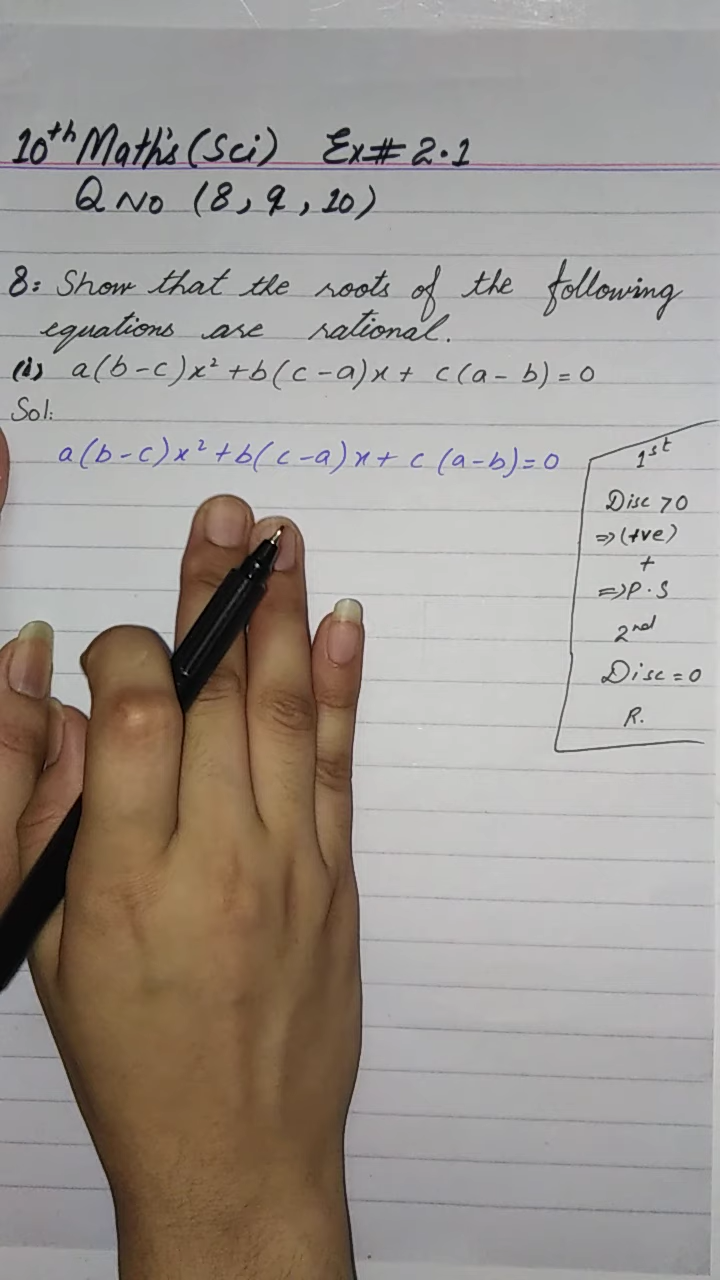 10th Math's (Sci) Ex# 2.1
Q No (8, 9, 10)
8: Show that the roots of the following
equations are rational.
(i) a(b-c)x² + b(c-a)x + c(a-b) = 0
Sol:
a(b-c)x² + b(c-a)x + c(a-b) = 0
1st
Disc > 0
⇒ (+ve)
+
⇒ P.S
2nd
Disc = 0
R.